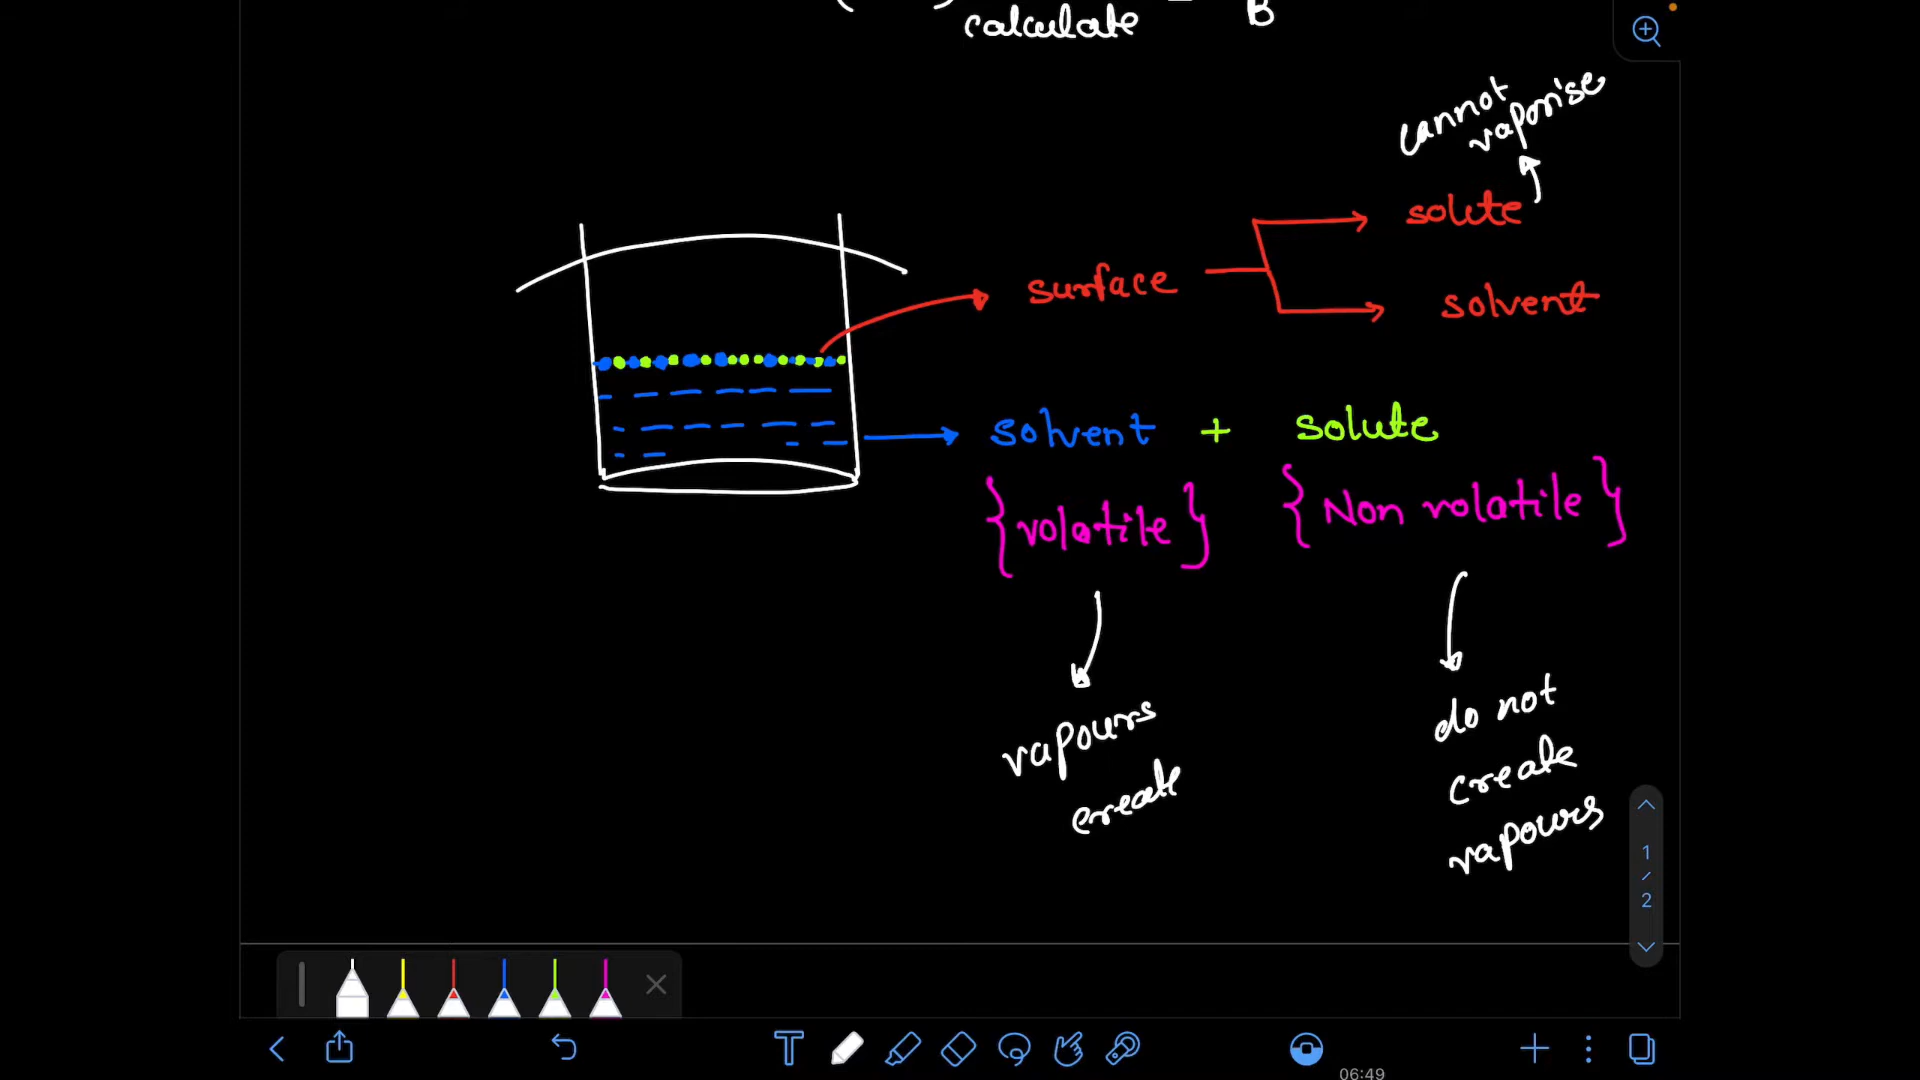 calculate
B
cannot
vaporise
solute
surface
solvent
solvent + solute
{volatile} {Non volatile}
vapours
create
do not
create
vapours
1
/
2
T
06:49